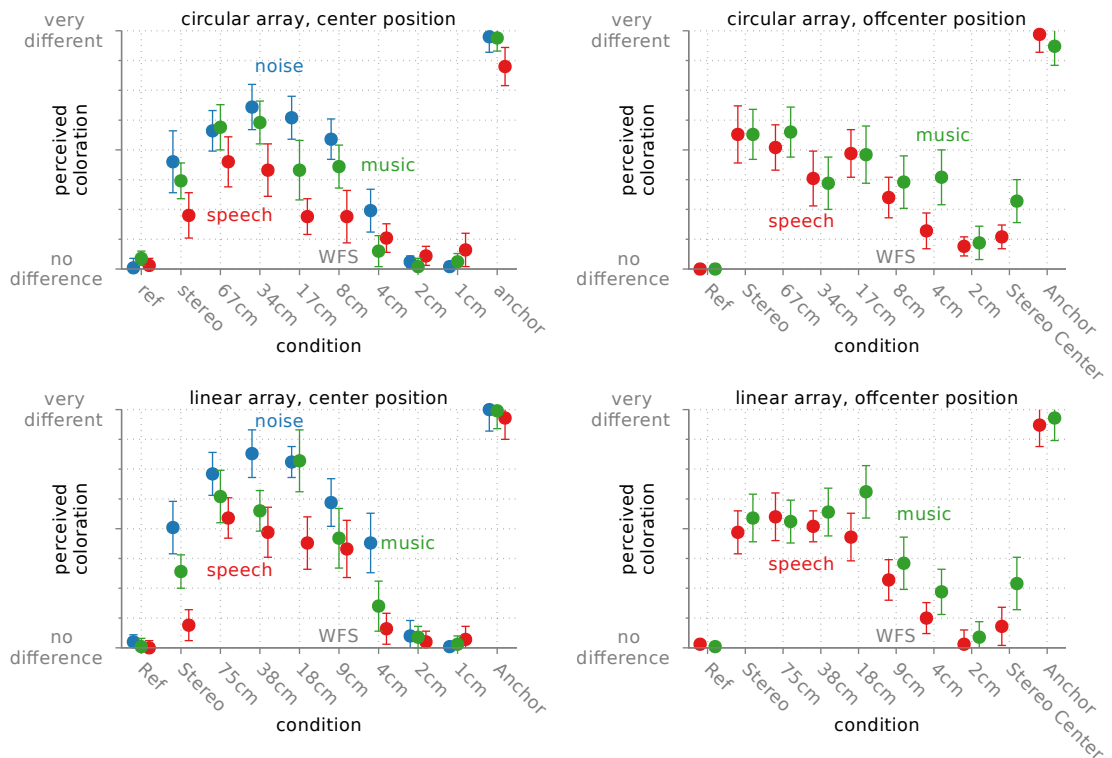 circular array, center position
very
different
perceived
coloration
noise
music
speech
WFS
no
difference
ref
stereo
67cm
34cm
17cm
8cm
4cm
2cm
1cm
anchor
condition
circular array, offcenter position
perceived
coloration
music
speech
WFS
Ref
Stereo
67cm
34cm
17cm
8cm
4cm
2cm
Stereo Center
Anchor
condition
linear array, center position
very
different
perceived
coloration
noise
music
speech
WFS
no
difference
Ref
Stereo
75cm
38cm
18cm
9cm
4cm
2cm
1cm
Anchor
condition
linear array, offcenter position
very
different
perceived
coloration
music
speech
WFS
no
difference
Ref
Stereo
75cm
38cm
18cm
9cm
4cm
2cm
Stereo Center
Anchor
condition